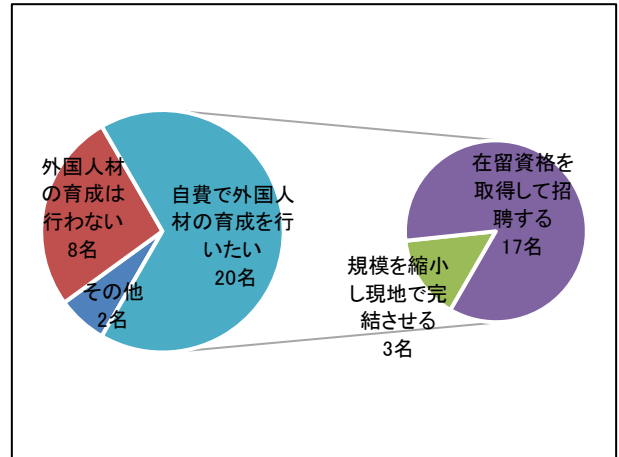 外国人材
の育成は
行わない
8名
その他
2名
自費で外国人
材の育成を行
いたい
20名
在留資格を
取得して招
聘する
17名
規模を縮小
し現地で完
結させる
3名